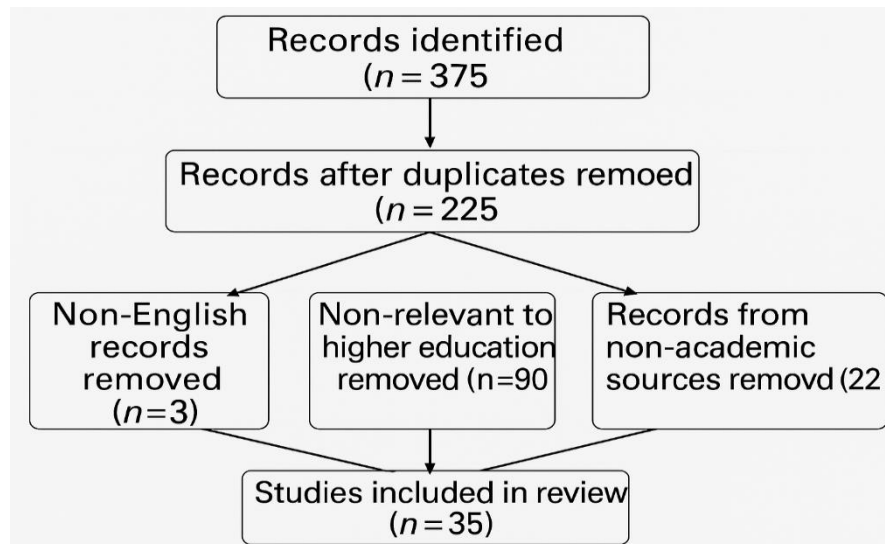 Records identified
(n = 375
Records after duplicates remoed
(n = 225
Non-English
records
removed
(n=3)
Non-relevant to
higher education
removed (n=90
Records from
non-academic
sources removd (22
Studies included in review
(n = 35)